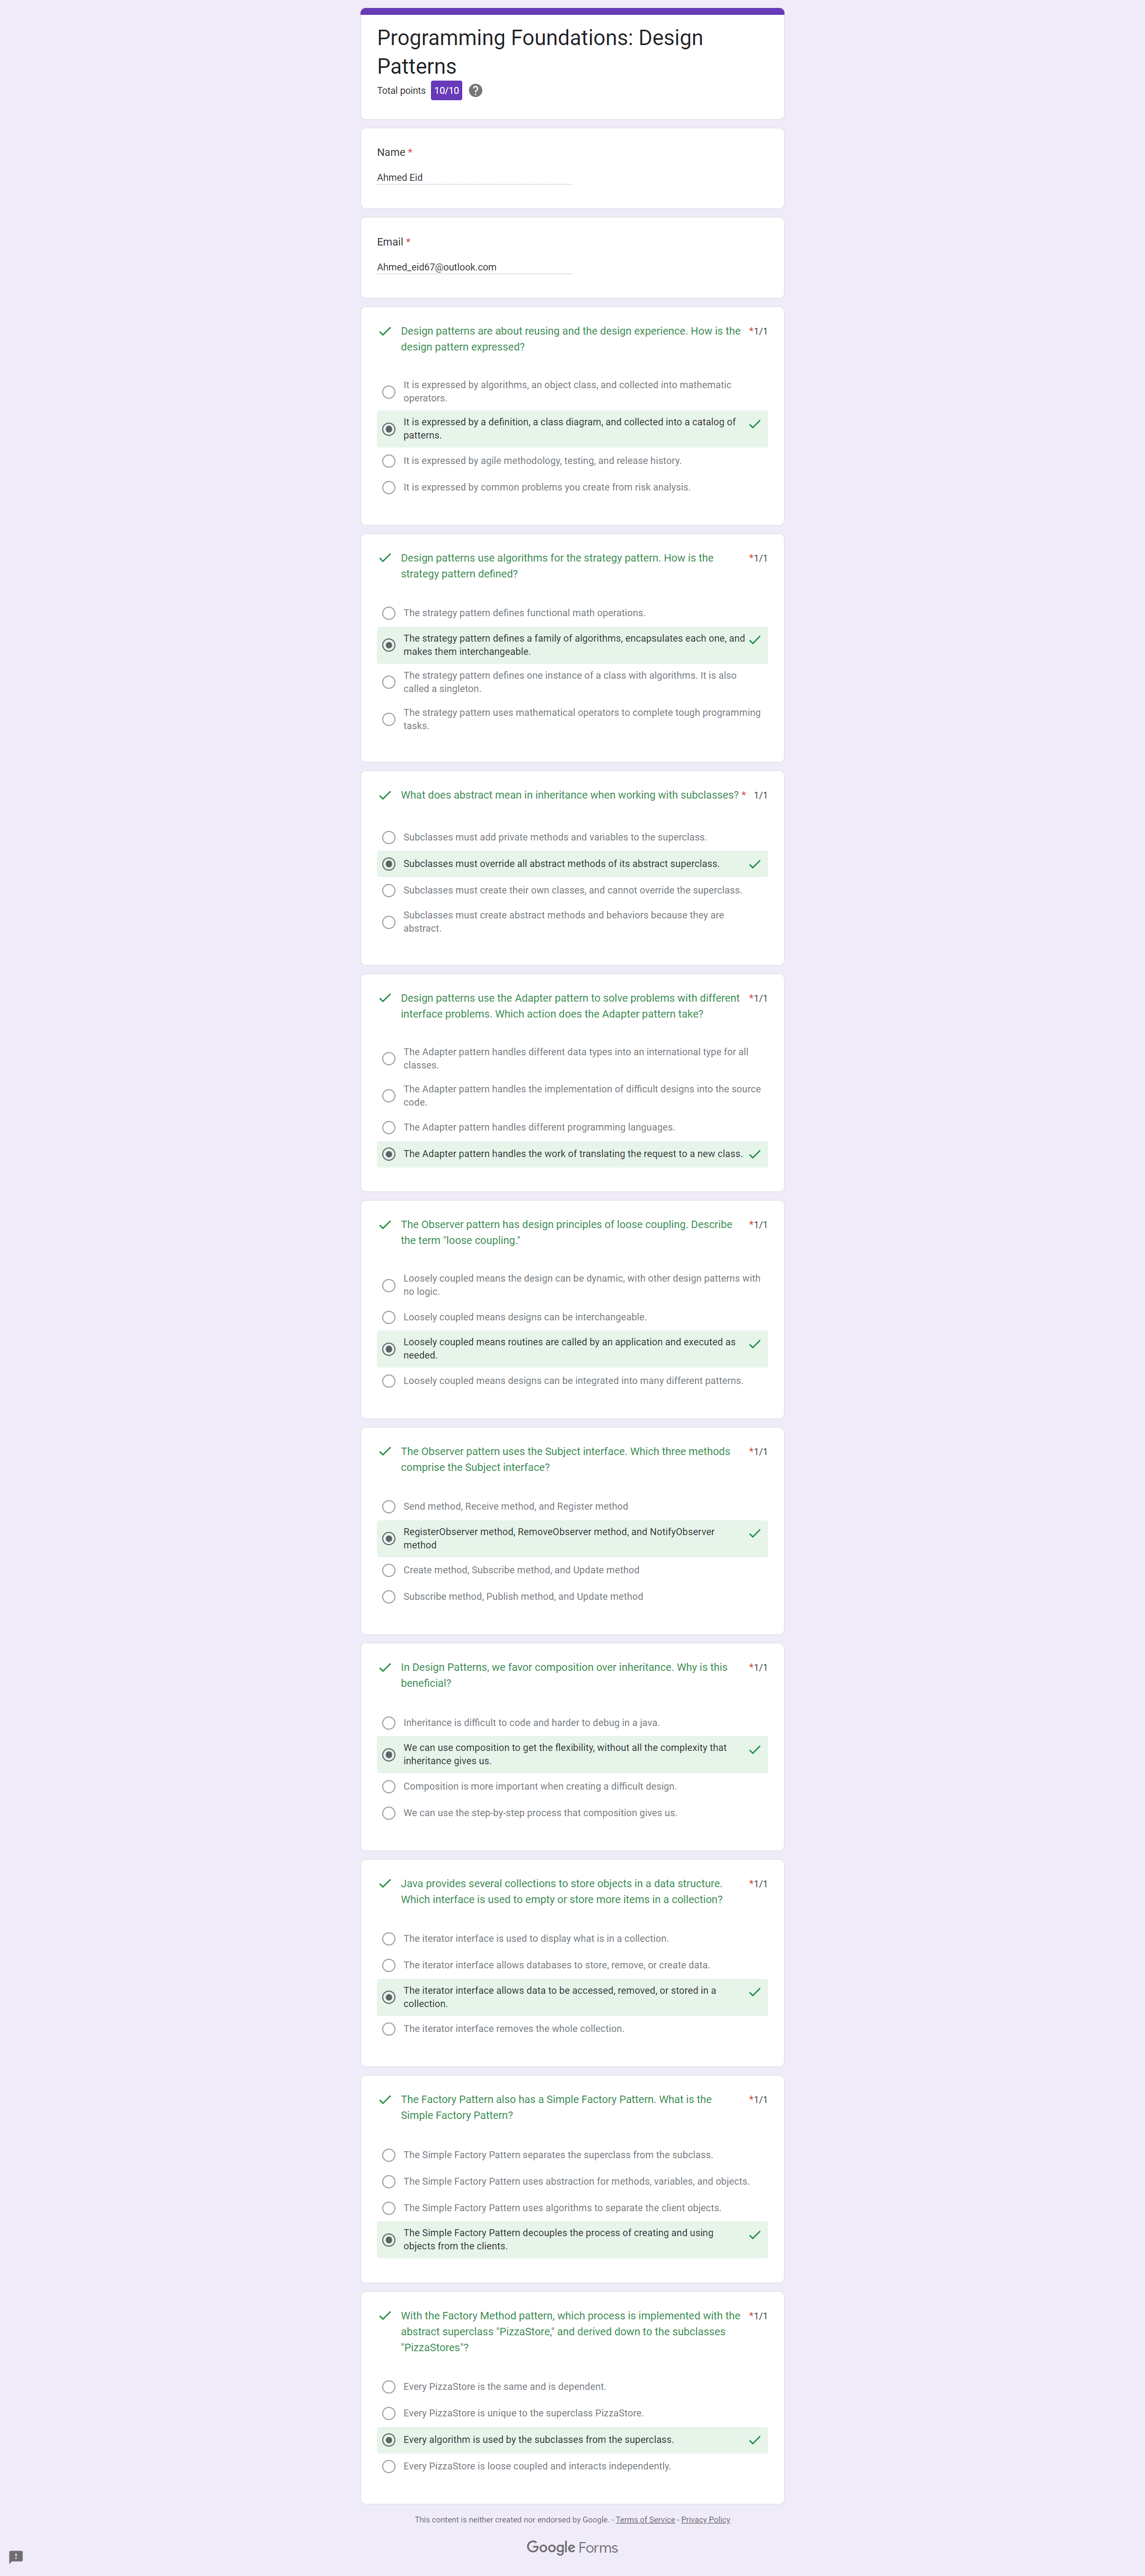 Programming Foundations: Design
Patterns
Total points 10/10
Name *
Ahmed Eid
Email *
Ahmed_eid67@outlook.com
Design patterns are about reusing and the design experience. How is the *1/1
design pattern expressed?
It is expressed by algorithms, an object class, and collected into mathematic
operators.
It is expressed by a definition, a class diagram, and collected into a catalog of
patterns.
It is expressed by agile methodology, testing, and release history.
It is expressed by common problems you create from risk analysis.
Design patterns use algorithms for the strategy pattern. How is the *1/1
strategy pattern defined?
The strategy pattern defines functional math operations.
The strategy pattern defines a family of algorithms, encapsulates each one, and
makes them interchangeable.
The strategy pattern defines one instance of a class with algorithms. It is also
called a singleton.
The strategy pattern uses mathematical operators to complete tough programming
tasks.
What does abstract mean in inheritance when working with subclasses? * 1/1
Subclasses must add private methods and variables to the superclass.
Subclasses must override all abstract methods of its abstract superclass.
Subclasses must create their own classes, and cannot override the superclass.
Subclasses must create abstract methods and behaviors because they are
abstract.
Design patterns use the Adapter pattern to solve problems with different *1/1
interface problems. Which action does the Adapter pattern take?
The Adapter pattern handles different data types into an international type for all
classes.
The Adapter pattern handles the implementation of difficult designs into the source
code.
The Adapter pattern handles different programming languages.
The Adapter pattern handles the work of translating the request to a new class.
The Observer pattern has design principles of loose coupling. Describe *1/1
the term "loose coupling."
Loosely coupled means the design can be dynamic, with other design patterns with
no logic.
Loosely coupled means designs can be interchangeable.
Loosely coupled means routines are called by an application and executed as
needed.
Loosely coupled means designs can be integrated into many different patterns.
The Observer pattern uses the Subject interface. Which three methods *1/1
comprise the Subject interface?
Send method, Receive method, and Register method
RegisterObserver method, RemoveObserver method, and NotifyObserver
method
Create method, Subscribe method, and Update method
Subscribe method, Publish method, and Update method
In Design Patterns, we favor composition over inheritance. Why is this *1/1
beneficial?
Inheritance is difficult to code and harder to debug in a java.
We can use composition to get the flexibility, without all the complexity that
inheritance gives us.
Composition is more important when creating a difficult design.
We can use the step-by-step process that composition gives us.
Java provides several collections to store objects in a data structure. *1/1
Which interface is used to empty or store more items in a collection?
The iterator interface is used to display what is in a collection.
The iterator interface allows databases to store, remove, or create data.
The iterator interface allows data to be accessed, removed, or stored in a
collection.
The iterator interface removes the whole collection.
The Factory Pattern also has a Simple Factory Pattern. What is the *1/1
Simple Factory Pattern?
The Simple Factory Pattern separates the superclass from the subclass.
The Simple Factory Pattern uses abstraction for methods, variables, and objects.
The Simple Factory Pattern uses algorithms to separate the client objects.
The Simple Factory Pattern decouples the process of creating and using
objects from the clients.
With the Factory Method pattern, which process is implemented with the *1/1
abstract superclass "PizzaStore," and derived down to the subclasses
"PizzaStores"?
Every PizzaStore is the same and is dependent.
Every PizzaStore is unique to the superclass PizzaStore.
Every algorithm is used by the subclasses from the superclass.
Every PizzaStore is loose coupled and interacts independently.
This content is neither created nor endorsed by Google. - Terms of Service - Privacy Policy
Google Forms